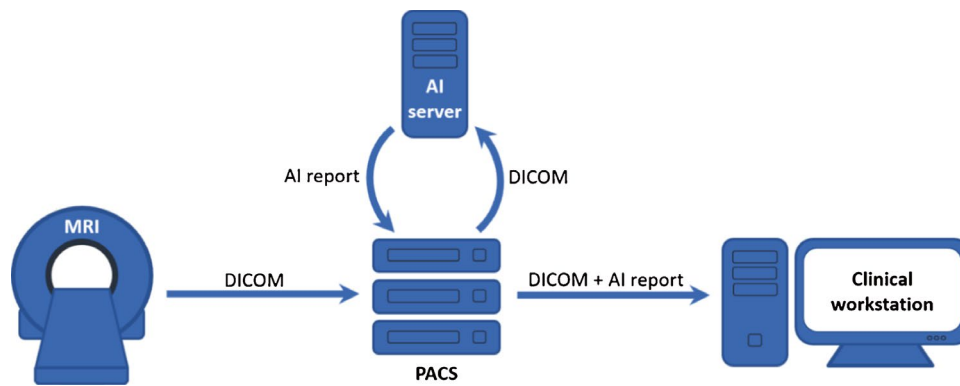 AI
server
AI report
DICOM
MRI
DICOM
DICOM + AI report
Clinical
workstation
PACS